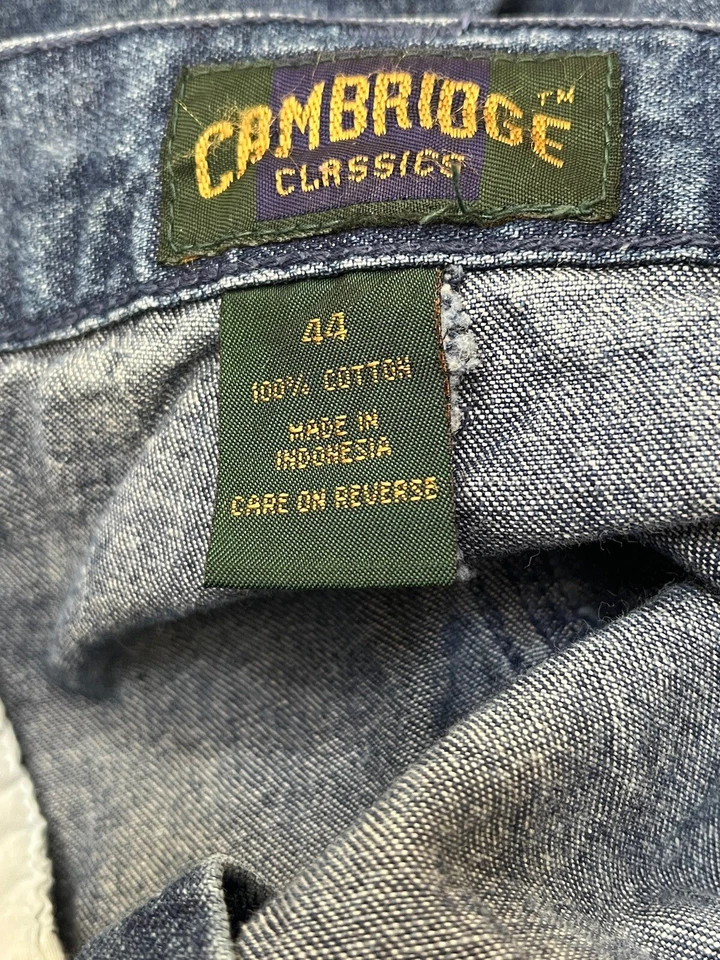 CAMBRIDGE™
CLASSICS
44
100% COTTON
MADE IN
INDONESIA
CARE ON REVERSE